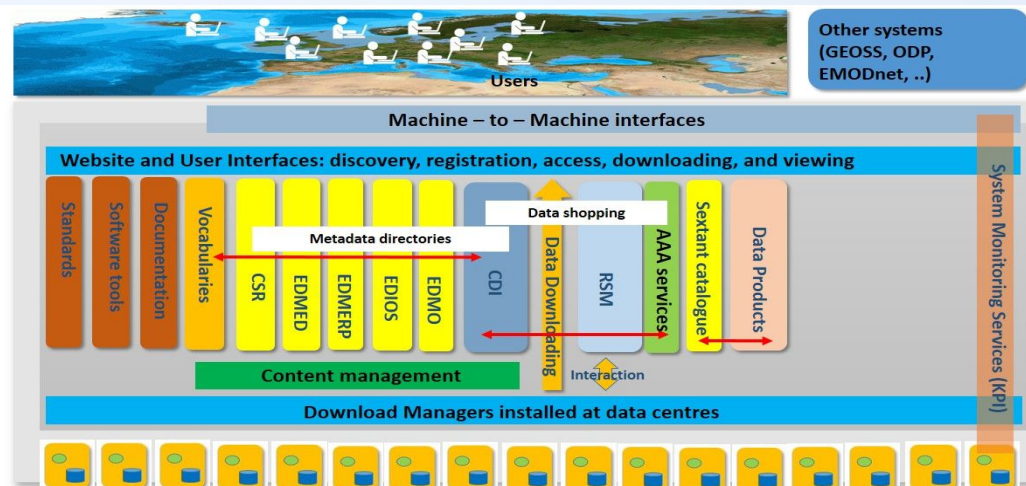 Users
Other systems
(GEOSS, ODP,
EMODnet, ..)
Machine – to – Machine interfaces
Website and User Interfaces: discovery, registration, access, downloading, and viewing
Standards
Software tools
Documentation
Vocabularies
CSR
EDMED
EDMERP
EDIOS
EDMO
CDI
Data Downloading
RSM
AAA services
Sextant catalogue
Data Products
System Monitoring Services (KPI)
Data shopping
Metadata directories
Content management
Interaction
Download Managers installed at data centres